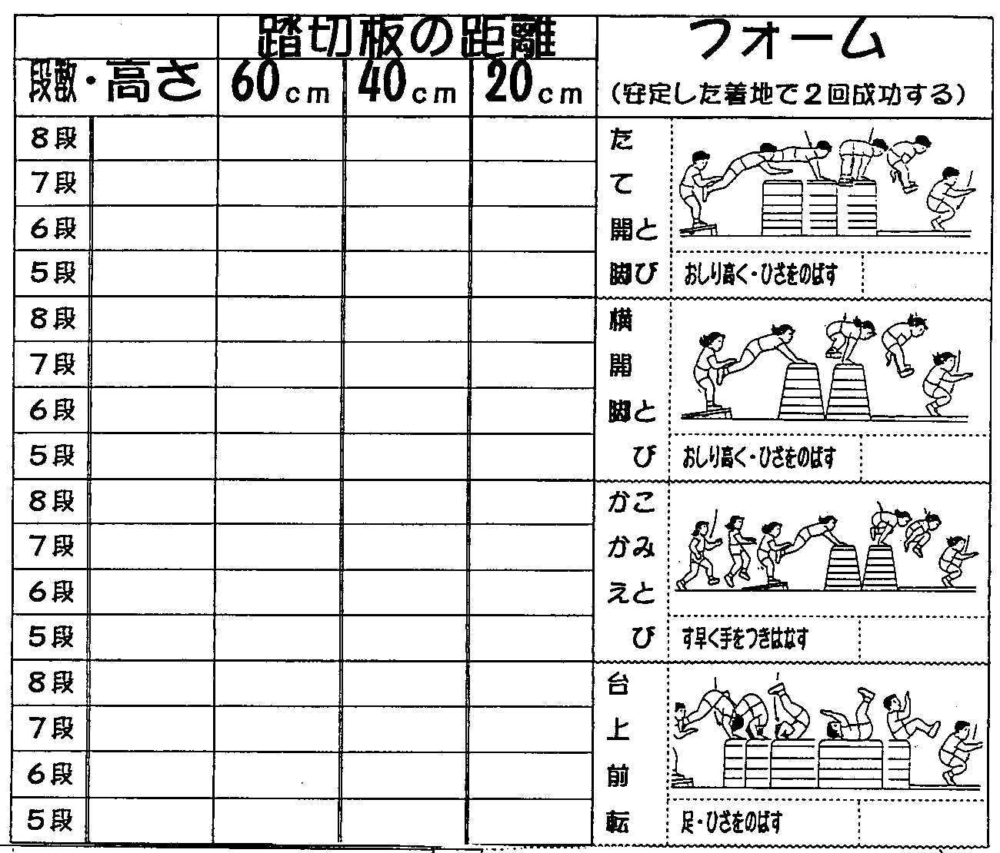 踏切板の距離
フォーム
段数・高さ
60cm
40cm
20cm
(安定した着地で2回成功する)
8段
7段
6段
5段
たて開脚とび
おしり高く・ひざをのばす
8段
7段
6段
5段
横開脚とび
おしり高く・ひざをのばす
8段
7段
6段
5段
かかえこみとび
す早く手をつきはなす
8段
7段
6段
5段
台上前転
足・ひざをのばす